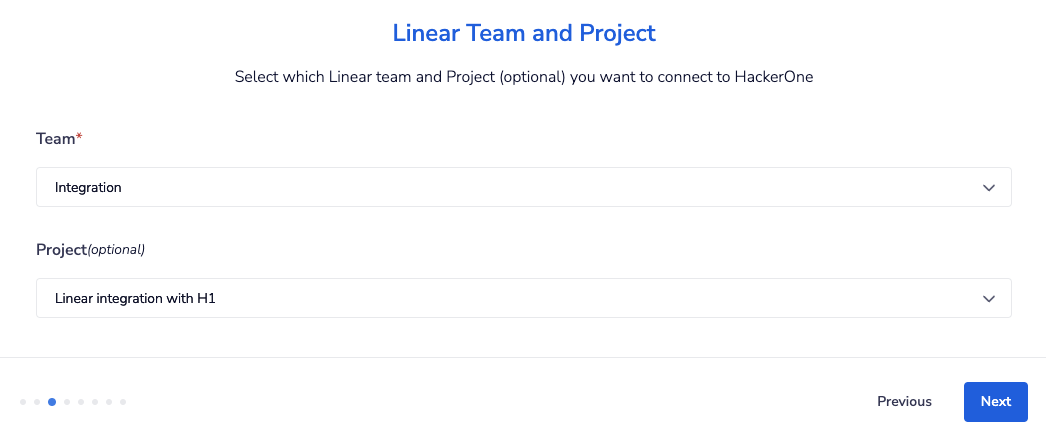 Linear Team and Project
Select which Linear team and Project (optional) you want to connect to HackerOne
Team*
Integration
Project(optional)
Linear integration with H1
Previous Next